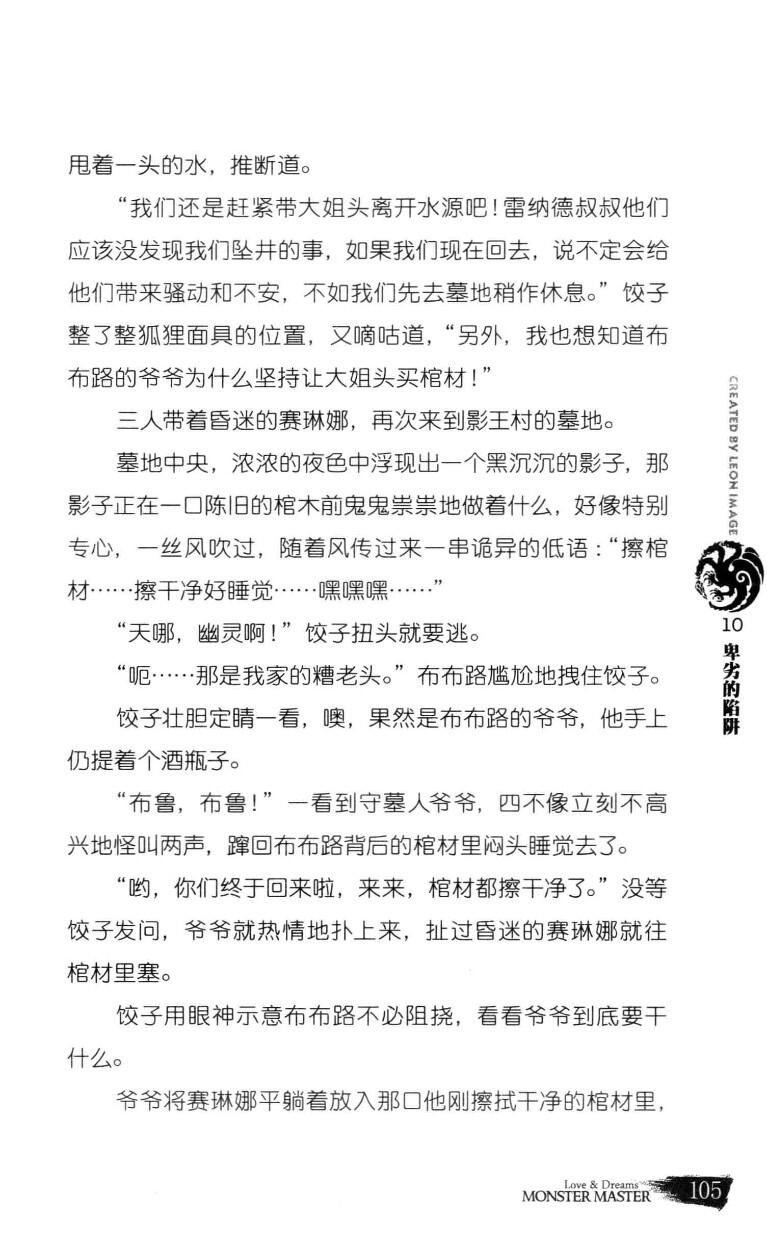 甩着一头的水，推断道。
“我们还是赶紧带大姐头离开水源吧！雷纳德叔叔他们
应该没发现我们坠井的事，如果我们现在回去，说不定会给
他们带来骚动和不安，不如我们先去墓地稍作休息。”饺子
整了整狐狸面具的位置，又嘀咕道，“另外，我也想知道布
布路的爷爷为什么坚持让大姐头买棺材！”
三人带着昏迷的赛琳娜，再次来到影王村的墓地。
墓地中央，浓浓的夜色中浮现出一个黑沉沉的影子，那
影子正在一口陈旧的棺木前鬼鬼祟祟地做着什么，好像特别
专心，一丝风吹过，随着风传过来一串诡异的低语：“擦棺
材……擦干净好睡觉……嘿嘿嘿……”
“天哪，幽灵啊！”饺子扭头就要逃。
“呃……那是我家的糟老头。”布布路尴尬地拽住饺子。
饺子壮胆定睛一看，噢，果然是布布路的爷爷，他手上
仍提着个酒瓶子。
“布鲁，布鲁！”一看到守墓人爷爷，四不像立刻不高
兴地怪叫两声，蹿回布布路背后的棺材里闷头睡觉去了。
“哟，你们终于回来啦，来来，棺材都擦干净了。”没等
饺子发问，爷爷就热情地扑上来，扯过昏迷的赛琳娜就往
棺材里塞。
饺子用眼神示意布布路不必阻挠，看看爷爷到底要干
什么。
爷爷将赛琳娜平躺着放入那口他刚擦拭干净的棺材里，
CREATED BY LEON IMAGE
10
卑劣的陷阱
Love & Dreams
MONSTER MASTER
105